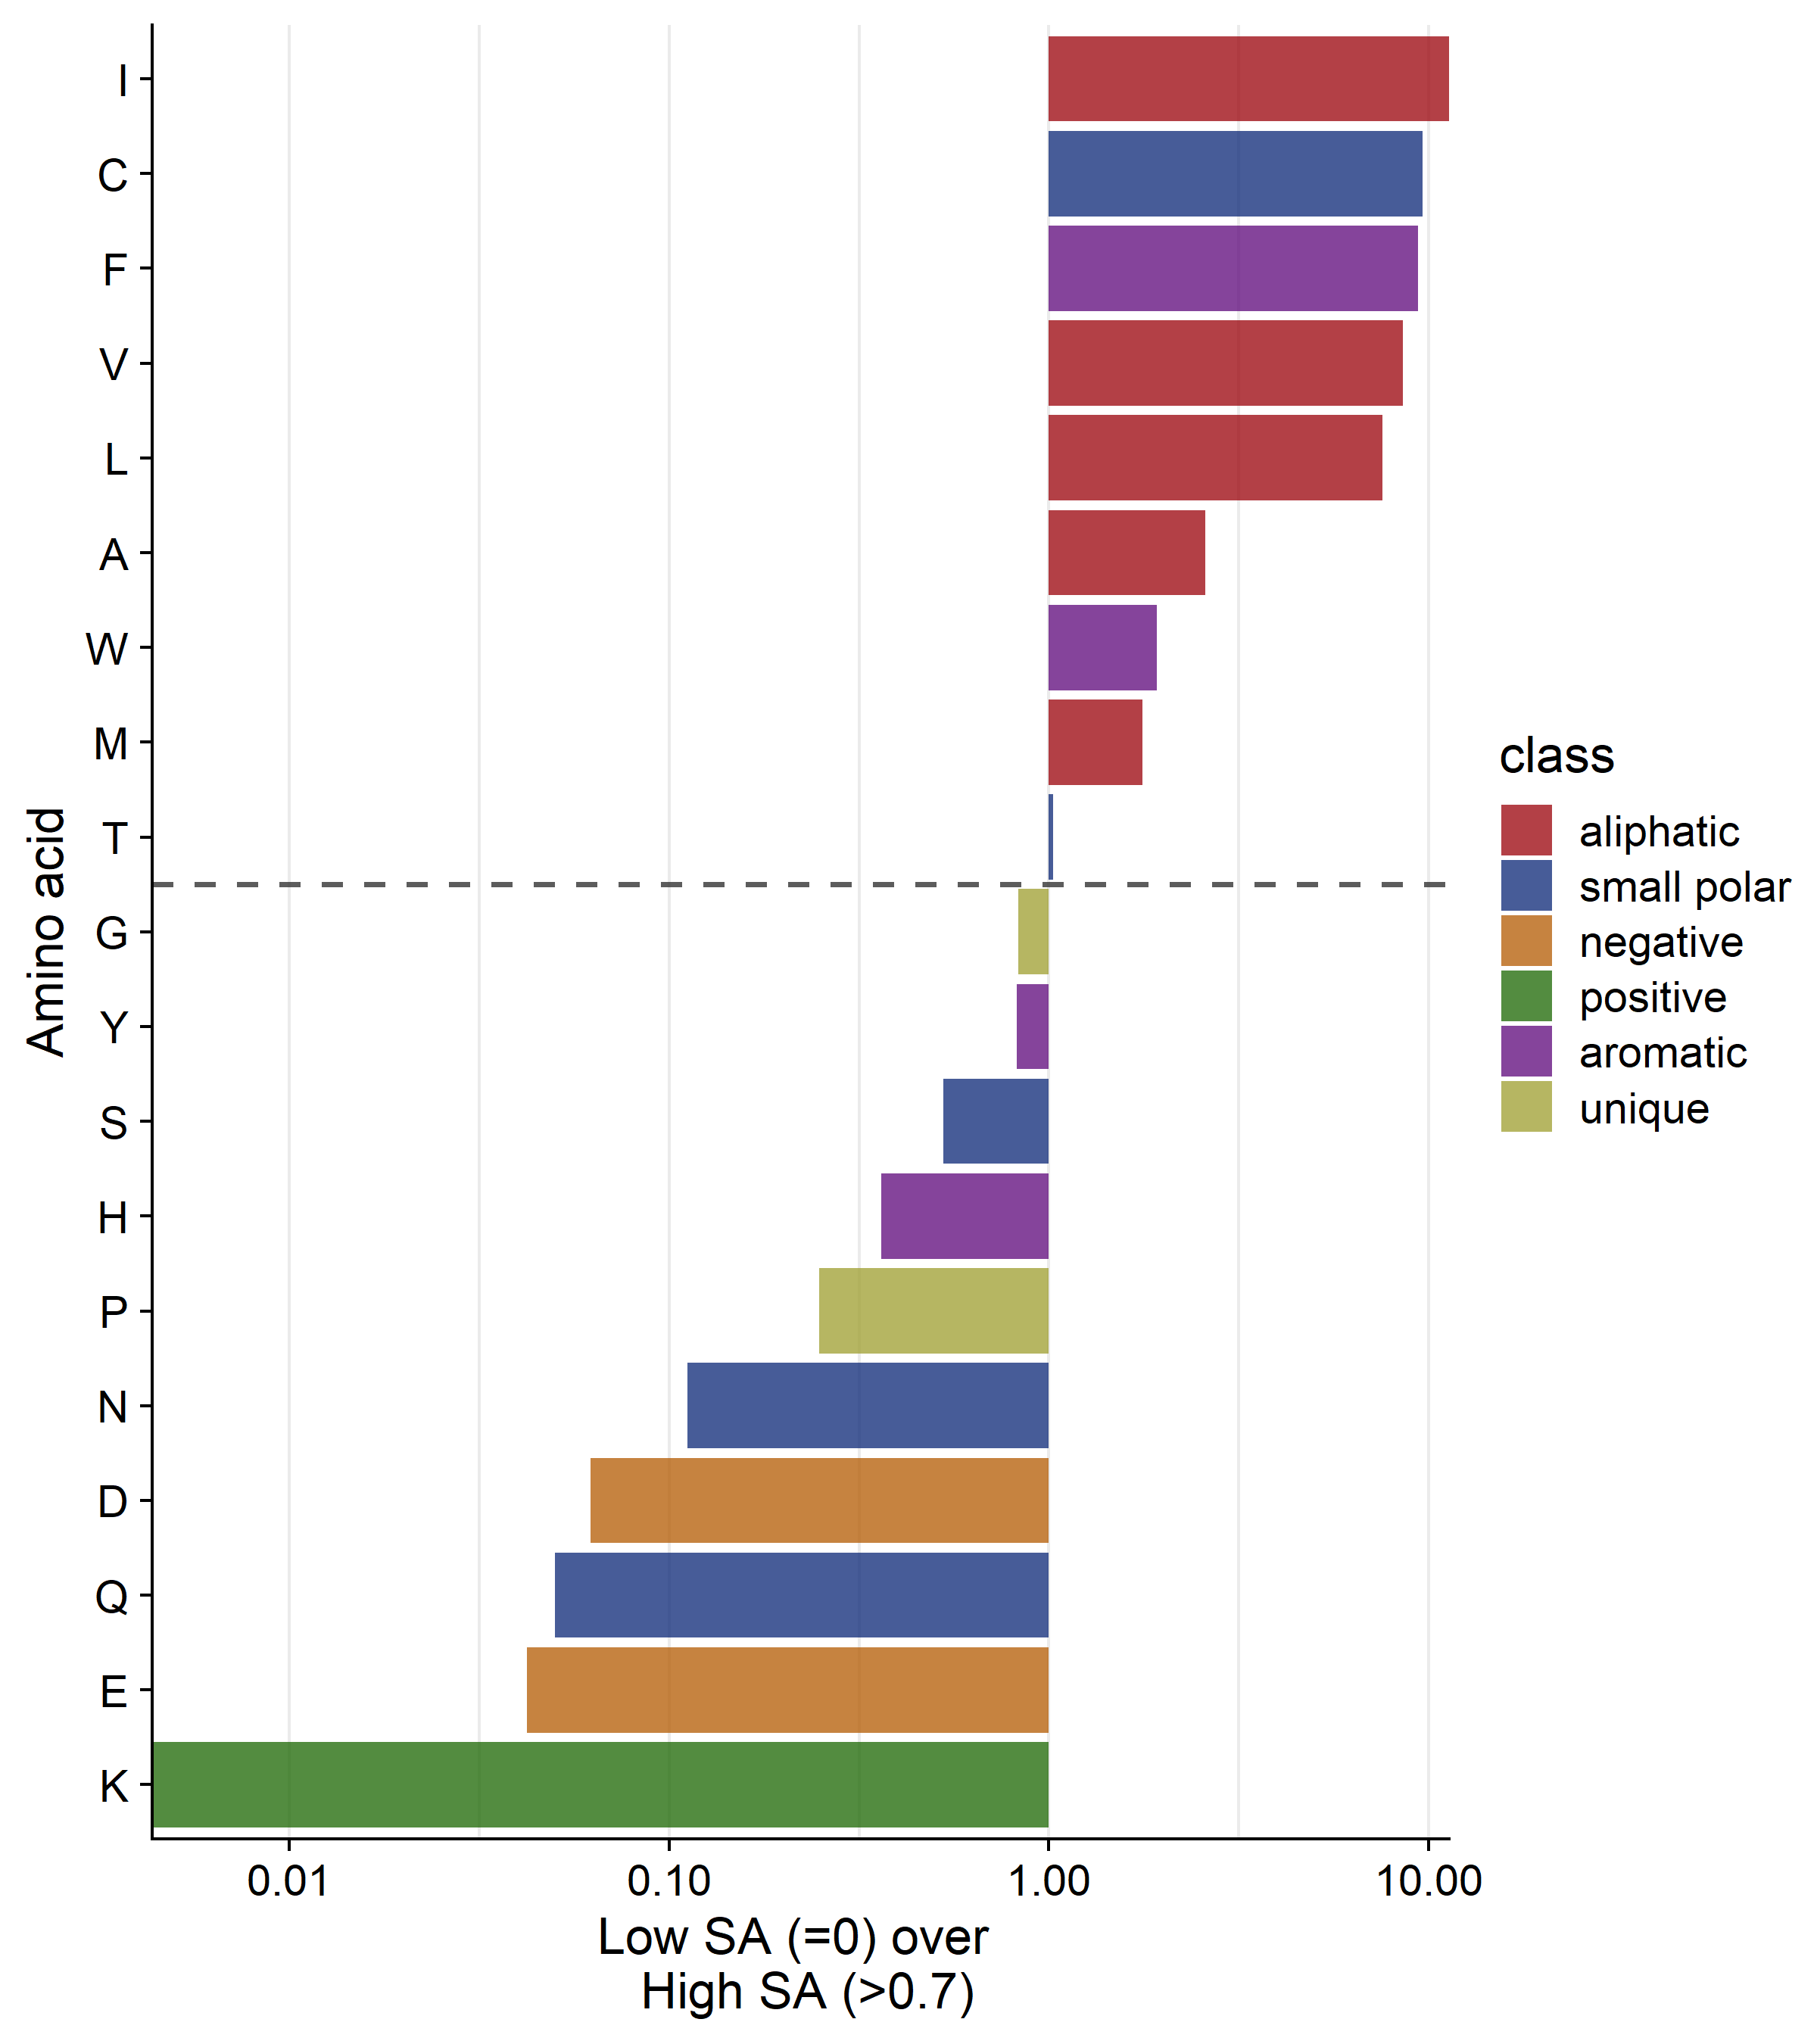 Amino acid
I
C
F
V
L
A
W
M
T
G
Y
S
H
P
N
D
Q
E
K
0.01
0.10
1.00
10.00
Low SA (=0) over
High SA (>0.7)
class
aliphatic
small polar
negative
positive
aromatic
unique